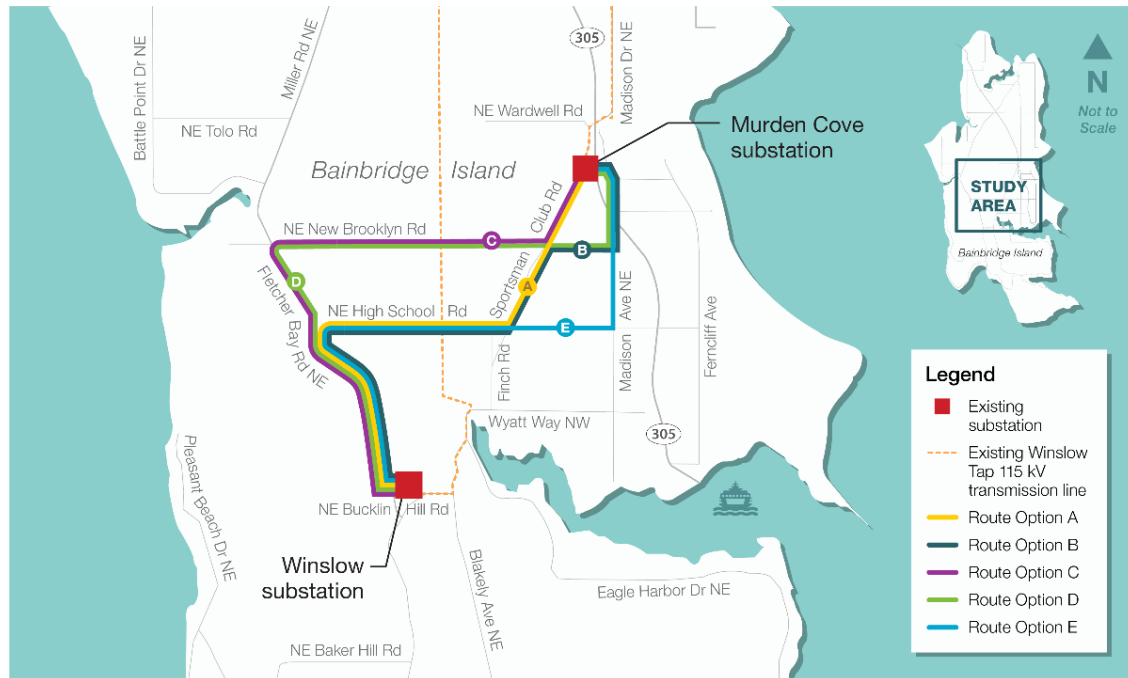 Battle Point Dr NE
Miller Rd NE
305
Madison Dr NE
NE Wardwell Rd
NE Tolo Rd
Murden Cove
substation
Bainbridge Island
Club Rd
NE New Brooklyn Rd
C
B
Sportsman
A
D
Fletcher Bay Rd NE
NE High School Rd
E
Finch Rd
Madison Ave NE
Ferncliff Ave
Wyatt Way NW
305
Pleasant Beach Dr NE
NE Bucklin Hill Rd
Winslow
substation
Blakely Ave NE
Eagle Harbor Dr NE
NE Baker Hill Rd
N
Not to
Scale
STUDY
AREA
Bainbridge Island
Legend
Existing
substation
Existing Winslow
Tap 115 kV
transmission line
Route Option A
Route Option B
Route Option C
Route Option D
Route Option E